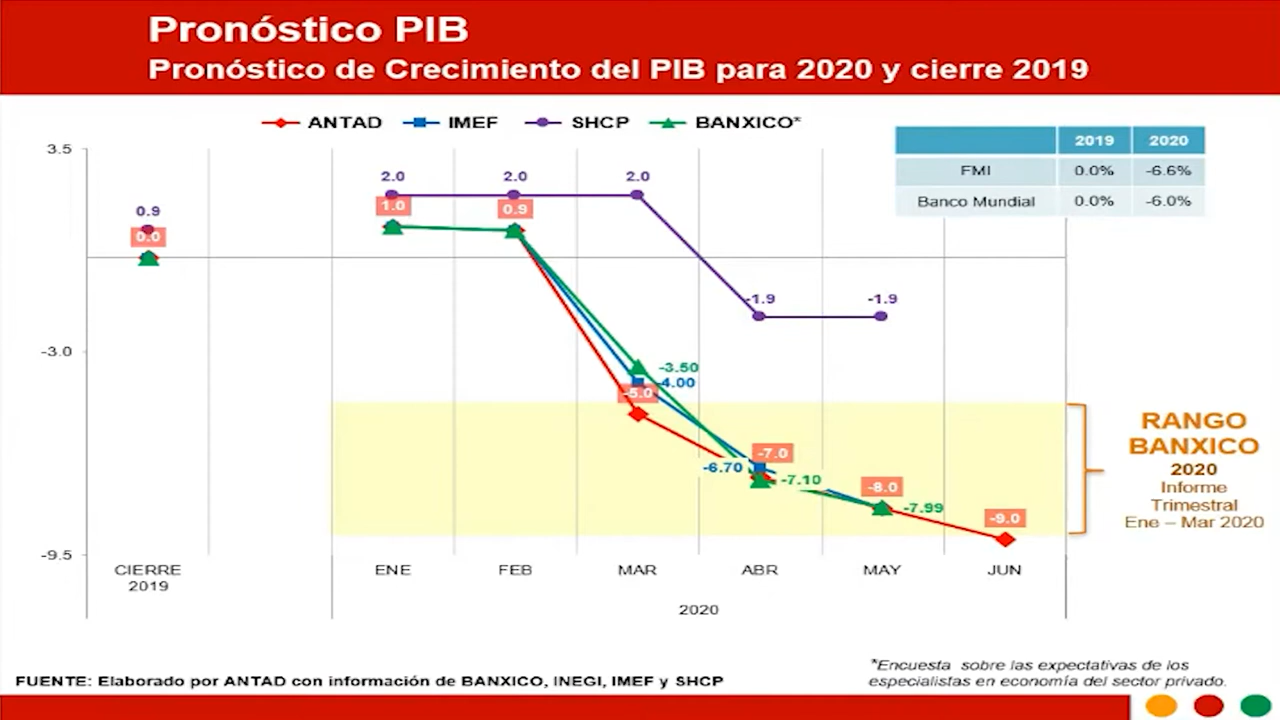 Pronóstico PIB
Pronóstico de Crecimiento del PIB para 2020 y cierre 2019
ANTAD IMEF SHCP BANXICO*
2019 2020
FMI 0.0% -6.6%
Banco Mundial 0.0% -6.0%
3.5
-3.0
-9.5
0.9
0.0
2.0 2.0 2.0
1.0 0.9
-1.9 -1.9
-3.50
-4.00
-5.0
-7.0
-6.70
-7.10
-8.0
-7.99
-9.0
RANGO
BANXICO
2020
Informe
Trimestral
Ene – Mar 2020
CIERRE
2019
ENE FEB MAR ABR MAY JUN
2020
*Encuesta sobre las expectativas de los
especialistas en economía del sector privado.
FUENTE: Elaborado por ANTAD con información de BANXICO, INEGI, IMEF y SHCP